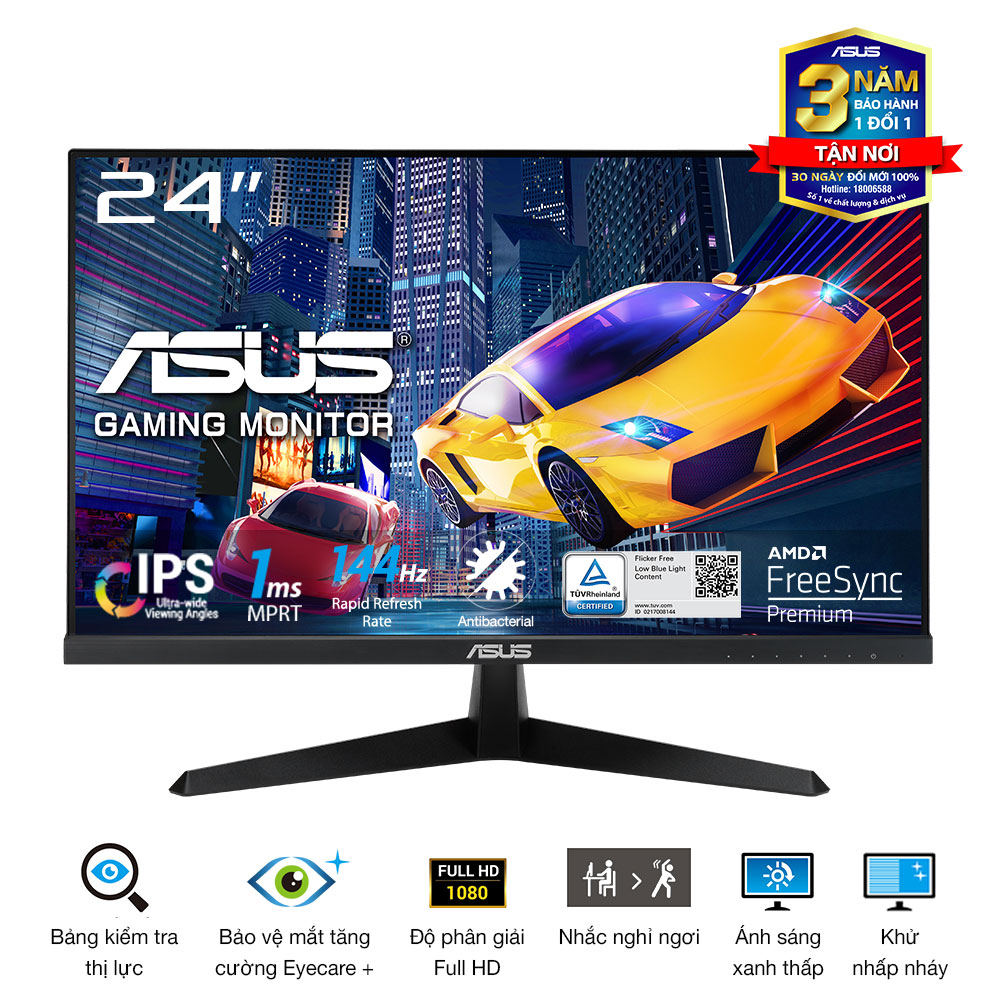 ASUS
3 NĂM
BẢO HÀNH
1 ĐỔI 1
TẬN NƠI
30 NGÀY ĐỔI MỚI 100%
Hotline: 18006588
Số 1 về chất lượng & dịch vụ
24”
ASUS®
GAMING MONITOR
IPS
Ultra-wide
Viewing Angles
1ms
MPRT
144Hz
Rapid Refresh
Rate
Antibacterial
TÜVRheinland
CERTIFIED
Flicker Free
Low Blue Light
Content
www.tuv.com
ID 0217008144
AMD
FreeSync
Premium
ASUS
FULL HD
1080
Bảng kiểm tra
thị lực
Bảo vệ mắt tăng
cường Eyecare +
Độ phân giải
Full HD
Nhắc nghỉ ngơi
Ánh sáng
xanh thấp
Khử
nhấp nháy